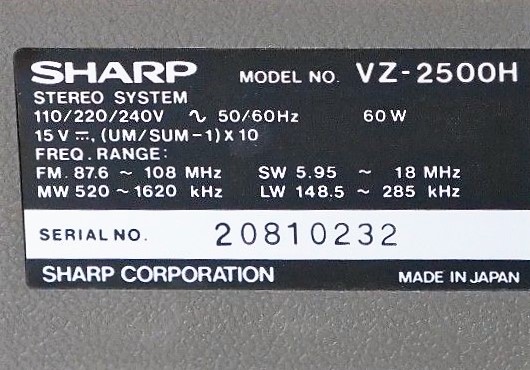 SHARP MODEL NO. VZ-2500H
STEREO SYSTEM
110/220/240V ∿ 50/60Hz 60W
15V ⎓, (UM/SUM-1) X 10
FREQ. RANGE:
FM. 87.6 ~ 108 MHz SW 5.95 ~ 18 MHz
MW 520 ~ 1620 kHz LW 148.5 ~ 285 kHz
SERIAL NO. 20810232
SHARP CORPORATION MADE IN JAPAN